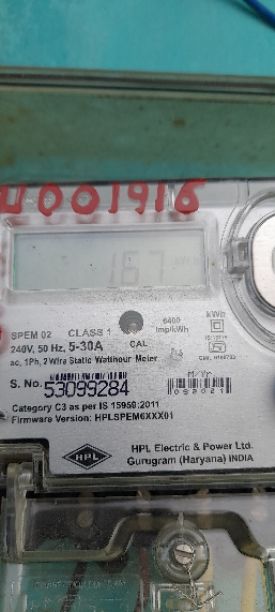 H001916
167
SPEM 02 CLASS 1
240V, 50 Hz, 5-30A
6400
imp/kWh
kWh
CAL
ac, 1Ph, 2 Wire Static Watthour Meter
S. No. 53099284
M/Yr.
Category C3 as per IS 15959:2011
Firmware Version: HPLSPEM6XXX01
HPL
HPL Electric & Power Ltd.
Gurugram (Haryana) INDIA